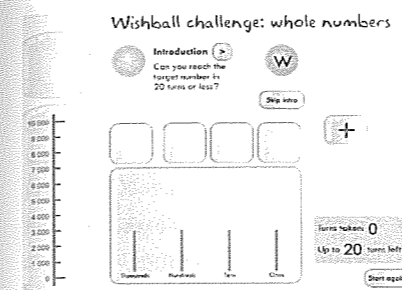 Wishball challenge: whole numbers
Introduction >
Can you reach the
target number in
20 turns or less?
W
Skip intro
+
10 000
9 000
8 000
7 000
6 000
5 000
4 000
3 000
2 000
1 000
0
Thousands Hundreds Tens Ones
Turns taken: 0
Up to 20 turns left
Start again